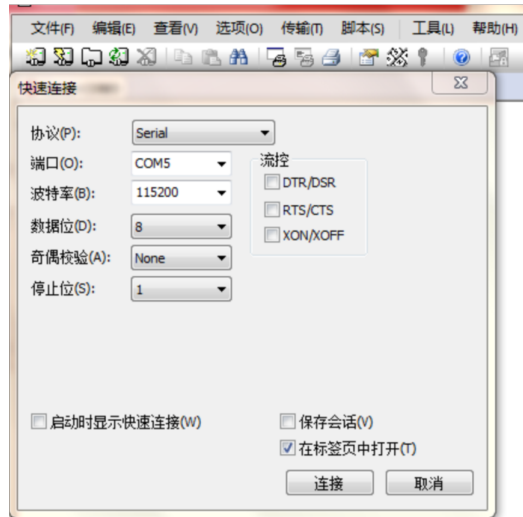 文件(F) 编辑(E) 查看(V) 选项(O) 传输(T) 脚本(S) 工具(L) 帮助(H)
快速连接
协议(P): Serial
端口(O): COM5
流控
波特率(B): 115200
DTR/DSR
数据位(D): 8
RTS/CTS
XON/XOFF
奇偶校验(A): None
停止位(S): 1
启动时显示快速连接(W)
保存会话(V)
在标签页中打开(T)
连接 取消